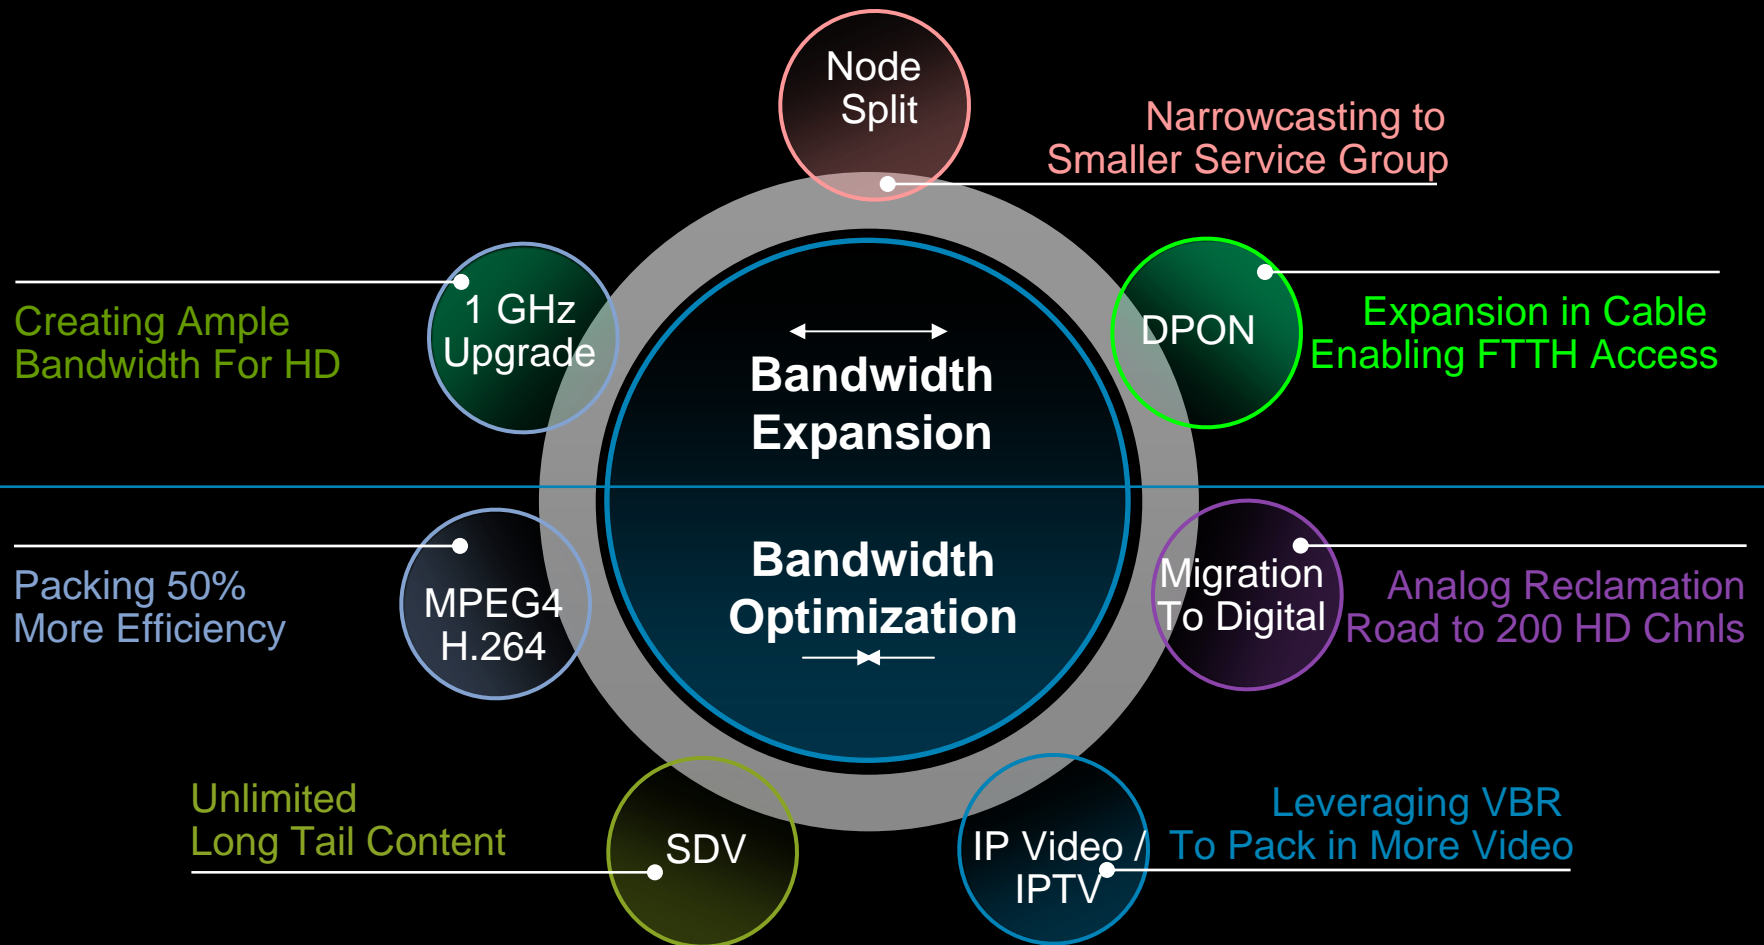 Node
Split
Narrowcasting to
Smaller Service Group
1 GHz
Upgrade
Creating Ample
Bandwidth For HD
DPON
Expansion in Cable
Enabling FTTH Access
Bandwidth
Expansion
Bandwidth
Optimization
MPEG4
H.264
Packing 50%
More Efficiency
Migration
To Digital
Analog Reclamation
Road to 200 HD Chnls
SDV
Unlimited
Long Tail Content
IP Video /
IPTV
Leveraging VBR
To Pack in More Video